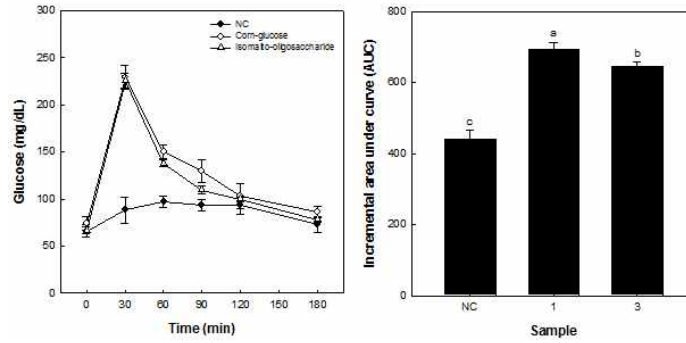 NC
Corn-glucose
Isomalto-oligosaccharide
300
250
200
150
100
50
0
Glucose (mg/dL)
0 30 60 90 120 150 180
Time (min)
800
600
400
200
0
Incremental area under curve (AUC)
c
a
b
NC 1 3
Sample